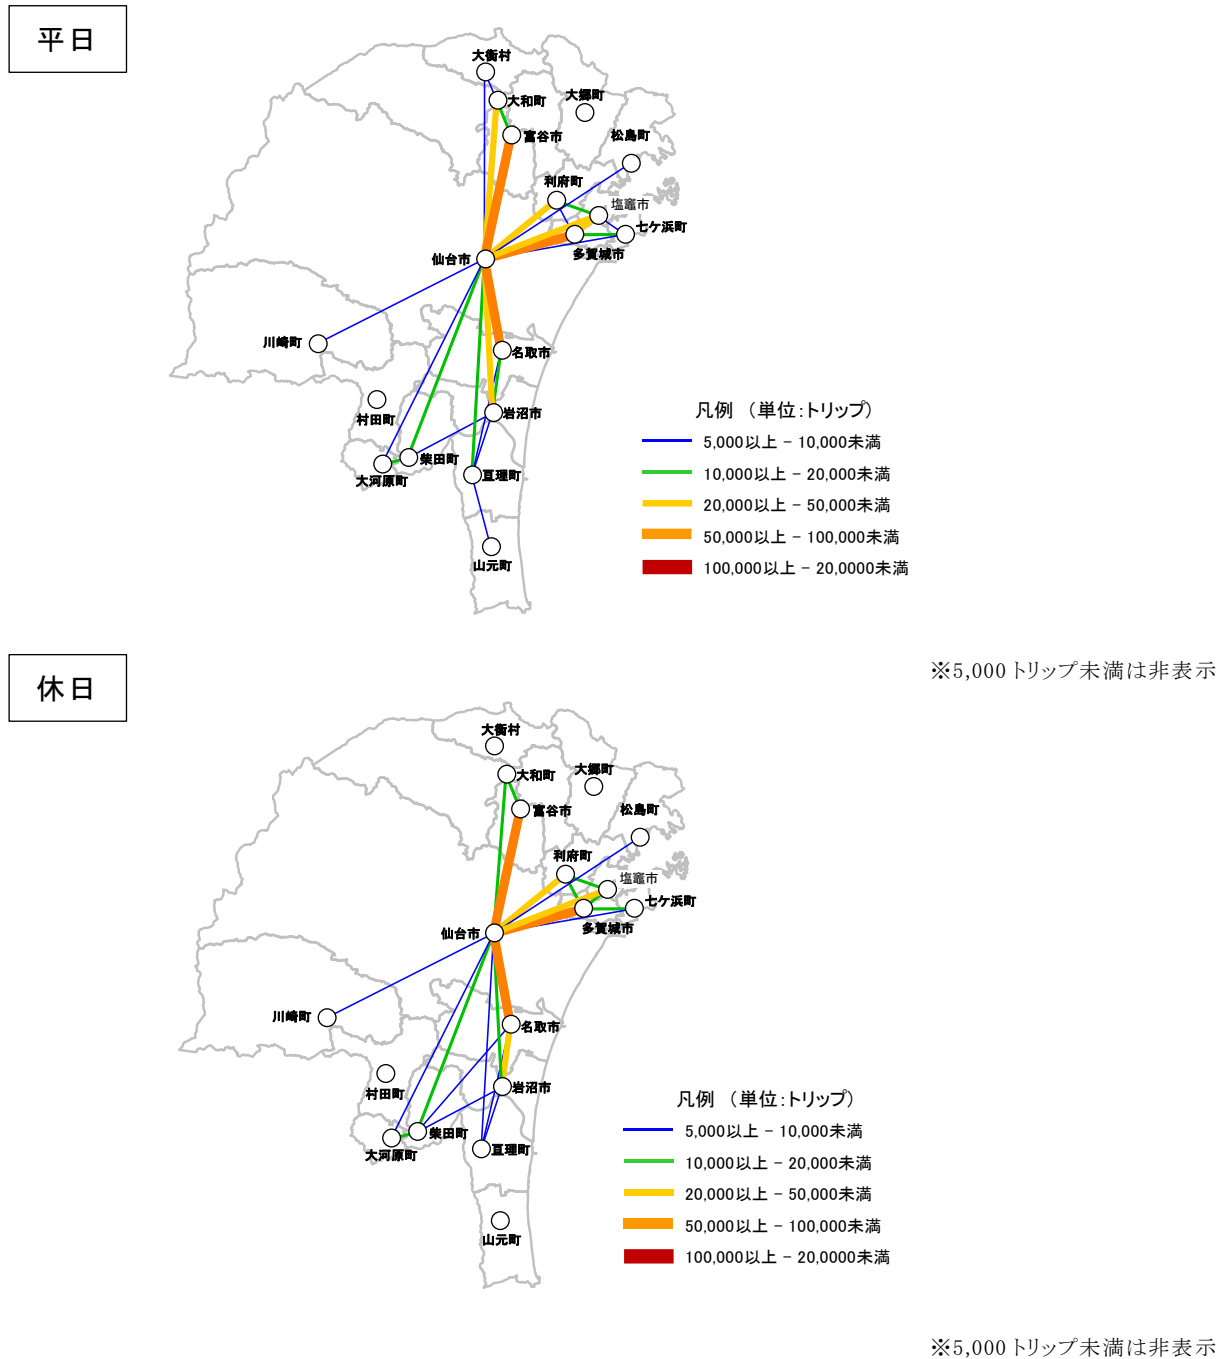 平日
大衡村
大和町
大郷町
富谷市
松島町
利府町
塩竈市
七ケ浜町
多賀城市
仙台市
川崎町
名取市
村田町
岩沼市
柴田町
大河原町
亘理町
山元町
凡例 （単位:トリップ）
5,000以上 − 10,000未満
10,000以上 − 20,000未満
20,000以上 − 50,000未満
50,000以上 − 100,000未満
100,000以上 − 20,0000未満
※5,000トリップ未満は非表示
休日
大衡村
大和町
大郷町
富谷市
松島町
利府町
塩竈市
七ケ浜町
多賀城市
仙台市
川崎町
名取市
村田町
岩沼市
柴田町
大河原町
亘理町
山元町
凡例 （単位:トリップ）
5,000以上 − 10,000未満
10,000以上 − 20,000未満
20,000以上 − 50,000未満
50,000以上 − 100,000未満
100,000以上 − 20,0000未満
※5,000トリップ未満は非表示